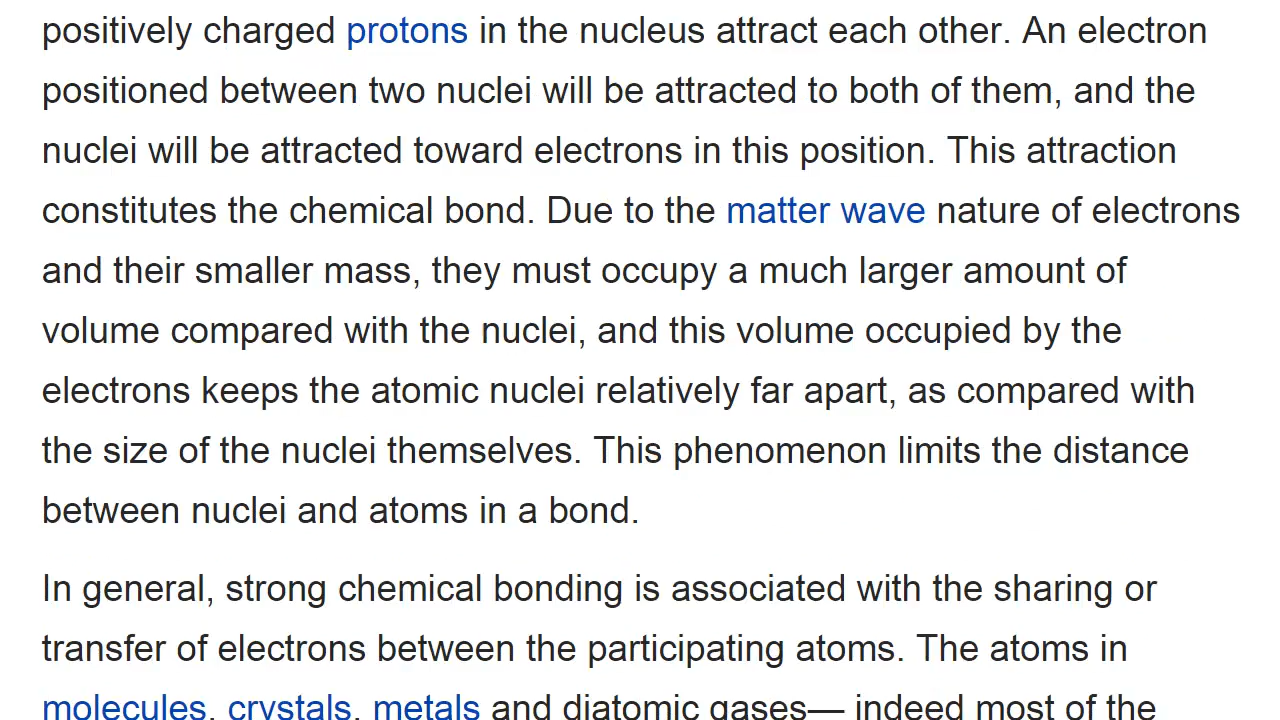 positively charged protons in the nucleus attract each other. An electron
positioned between two nuclei will be attracted to both of them, and the
nuclei will be attracted toward electrons in this position. This attraction
constitutes the chemical bond. Due to the matter wave nature of electrons
and their smaller mass, they must occupy a much larger amount of
volume compared with the nuclei, and this volume occupied by the
electrons keeps the atomic nuclei relatively far apart, as compared with
the size of the nuclei themselves. This phenomenon limits the distance
between nuclei and atoms in a bond.
In general, strong chemical bonding is associated with the sharing or
transfer of electrons between the participating atoms. The atoms in
molecules, crystals, metals and diatomic gases— indeed most of the